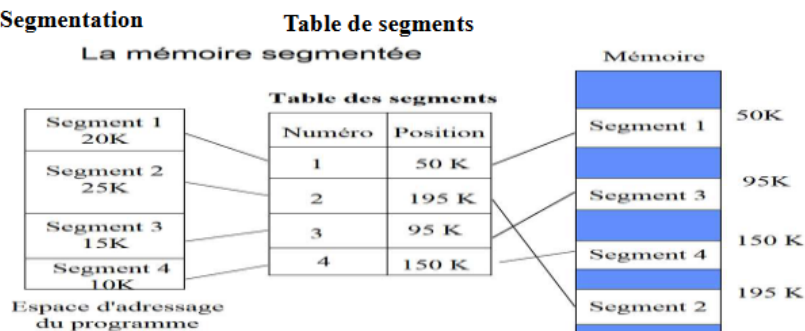 Segmentation
Table de segments
La mémoire segmentée
Segment 1
20K
Segment 2
25K
Segment 3
15K
Segment 4
10K
Espace d'adressage
du programme
Table des segments
Numéro Position
1 50 K
2 195 K
3 95 K
4 150 K
Mémoire
Segment 1
50K
Segment 3
95K
Segment 4
150 K
Segment 2
195 K